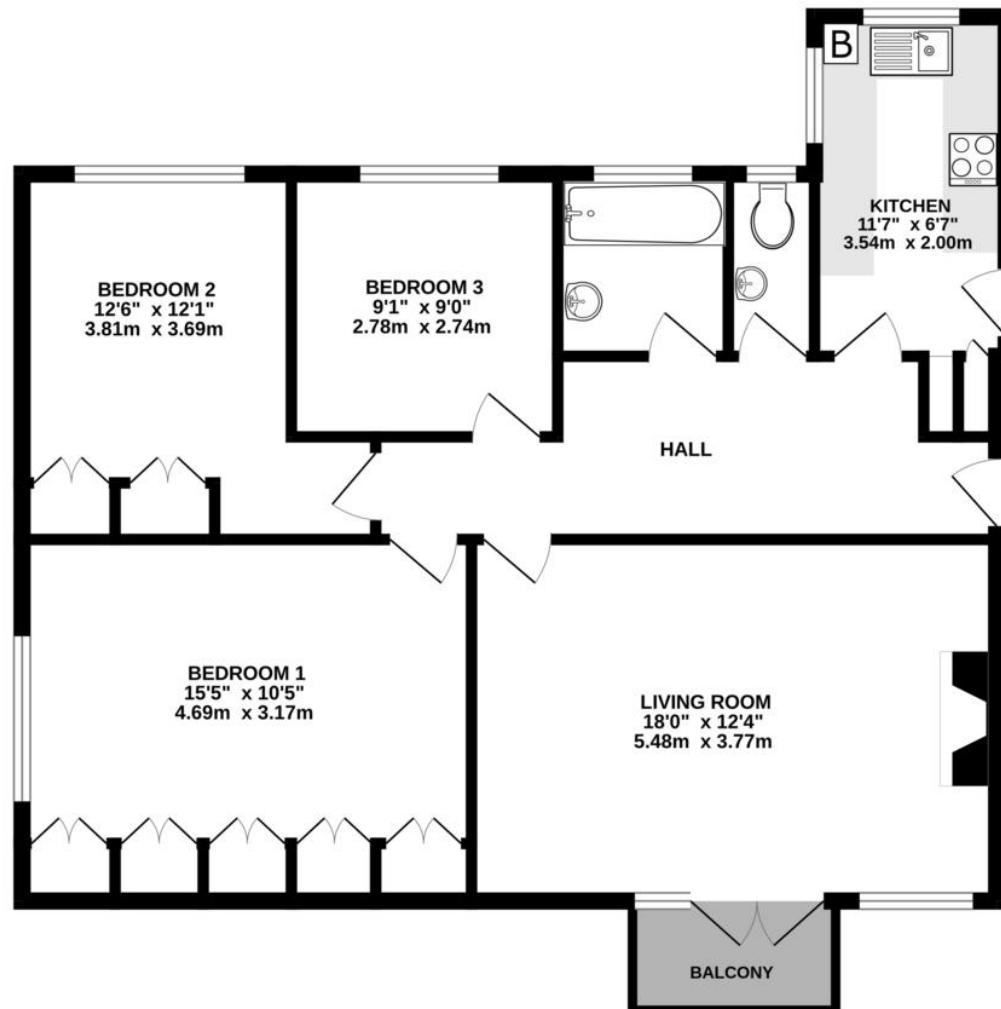 B
KITCHEN
11'7" x 6'7"
3.54m x 2.00m
BEDROOM 2
12'6" x 12'1"
3.81m x 3.69m
BEDROOM 3
9'1" x 9'0"
2.78m x 2.74m
HALL
BEDROOM 1
15'5" x 10'5"
4.69m x 3.17m
LIVING ROOM
18'0" x 12'4"
5.48m x 3.77m
BALCONY